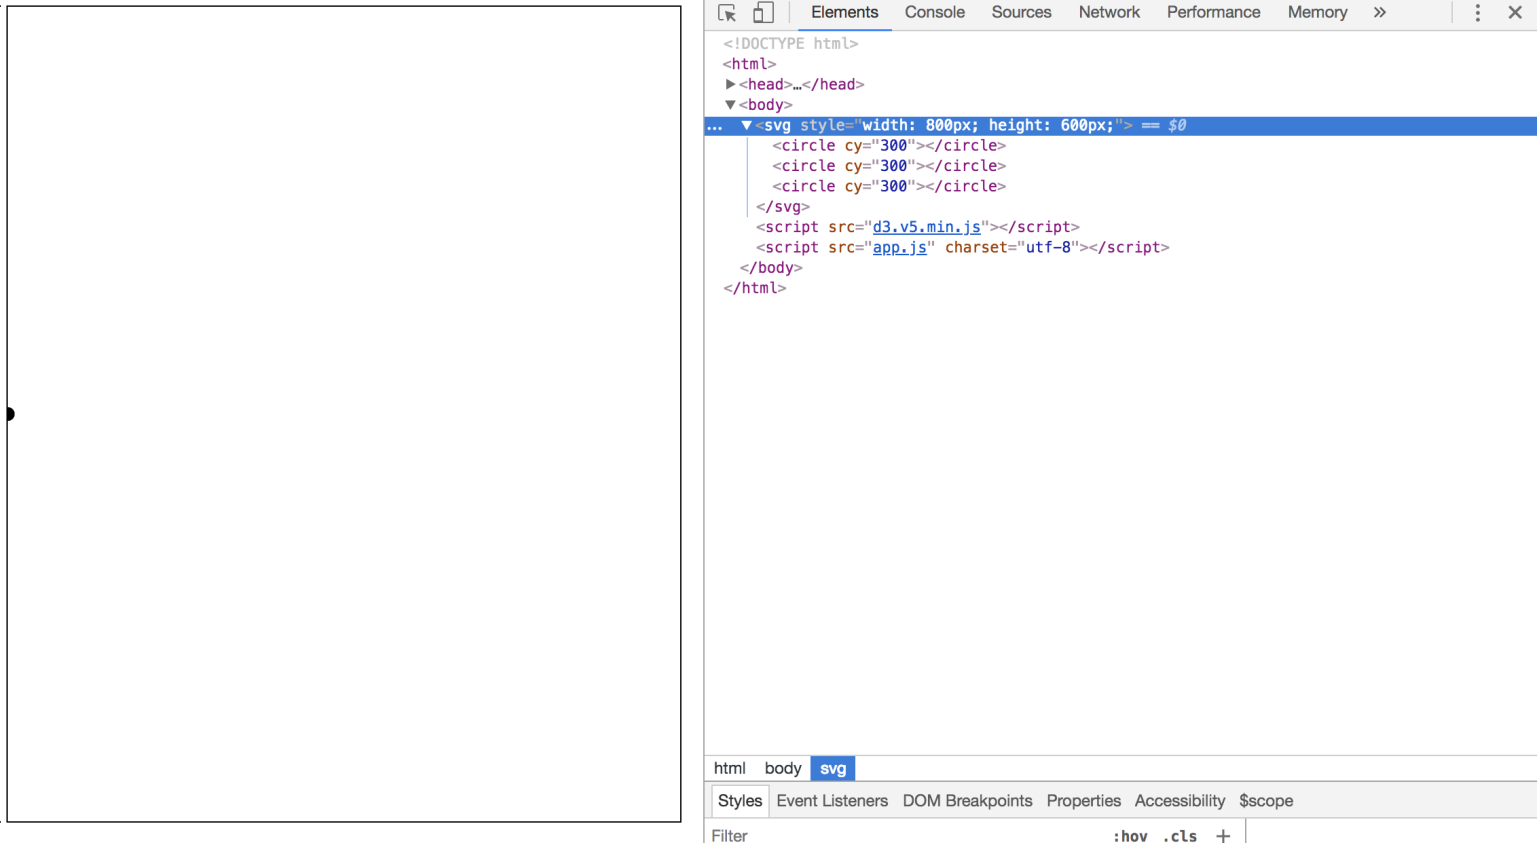 Elements Console Sources Network Performance Memory »
<!DOCTYPE html>
<html>
▶<head>…</head>
▼<body>
… ▼<svg style="width: 800px; height: 600px;"> == $0
<circle cy="300"></circle>
<circle cy="300"></circle>
<circle cy="300"></circle>
</svg>
<script src="d3.v5.min.js"></script>
<script src="app.js" charset="utf-8"></script>
</body>
</html>
html body svg
Styles Event Listeners DOM Breakpoints Properties Accessibility $scope
Filter :hov .cls +